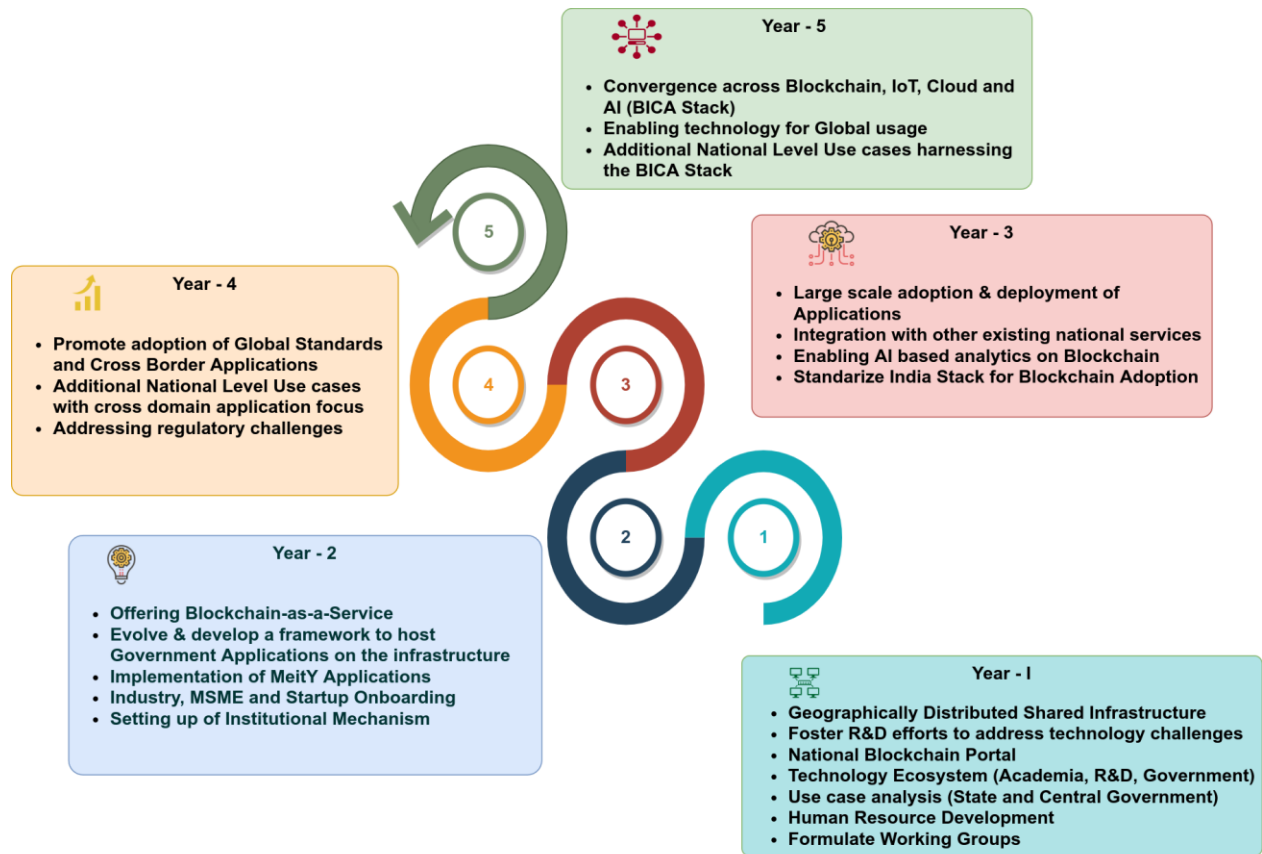 Year - 5
• Convergence across Blockchain, IoT, Cloud and
AI (BICA Stack)
• Enabling technology for Global usage
• Additional National Level Use cases harnessing
the BICA Stack
5
Year - 3
• Large scale adoption & deployment of
Applications
• Integration with other existing national services
• Enabling AI based analytics on Blockchain
• Standarize India Stack for Blockchain Adoption
Year - 4
• Promote adoption of Global Standards
and Cross Border Applications
• Additional National Level Use cases
with cross domain application focus
• Addressing regulatory challenges
4
3
2
1
Year - 2
• Offering Blockchain-as-a-Service
• Evolve & develop a framework to host
Government Applications on the infrastructure
• Implementation of MeitY Applications
• Industry, MSME and Startup Onboarding
• Setting up of Institutional Mechanism
Year - I
• Geographically Distributed Shared Infrastructure
• Foster R&D efforts to address technology challenges
• National Blockchain Portal
• Technology Ecosystem (Academia, R&D, Government)
• Use case analysis (State and Central Government)
• Human Resource Development
• Formulate Working Groups